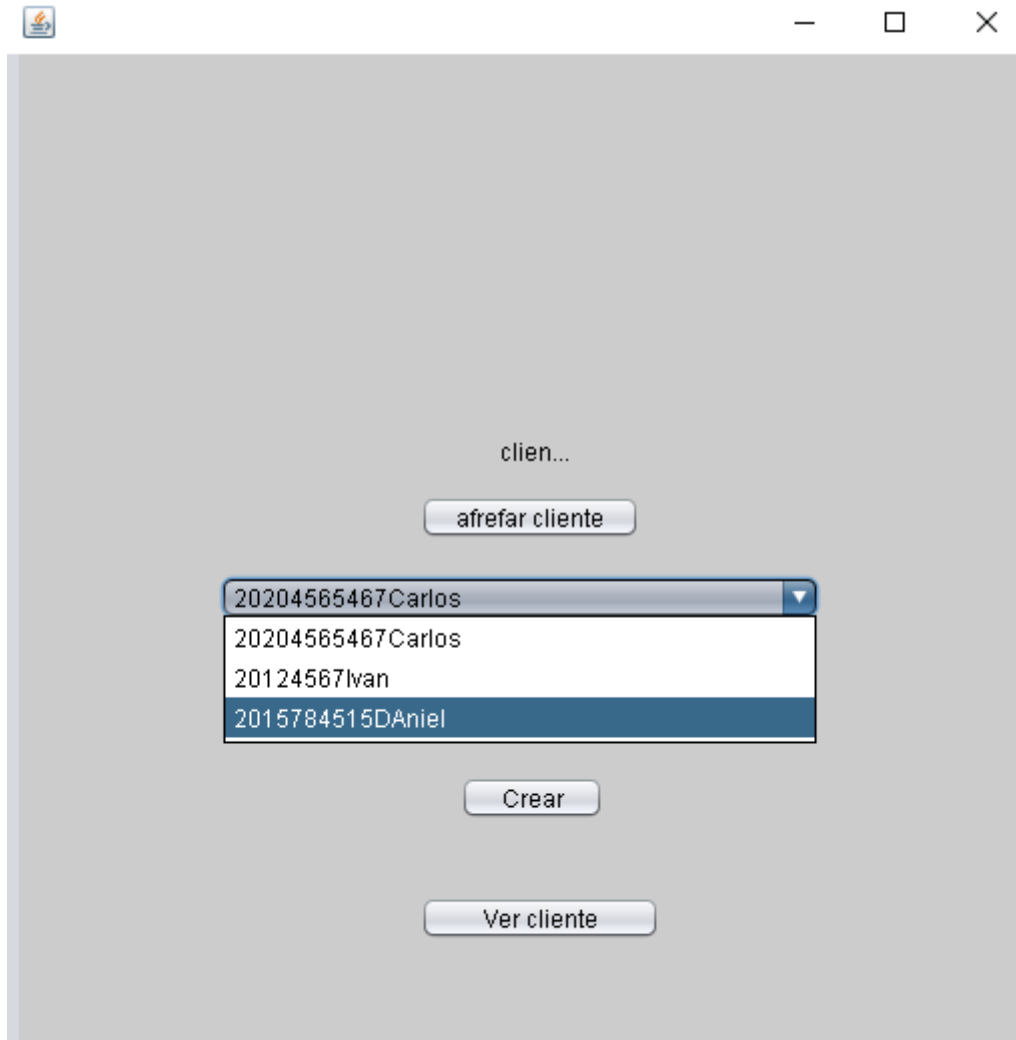 clien...
afrefar cliente
20204565467Carlos
20204565467Carlos
20124567Ivan
2015784515DAniel
Crear
Ver cliente